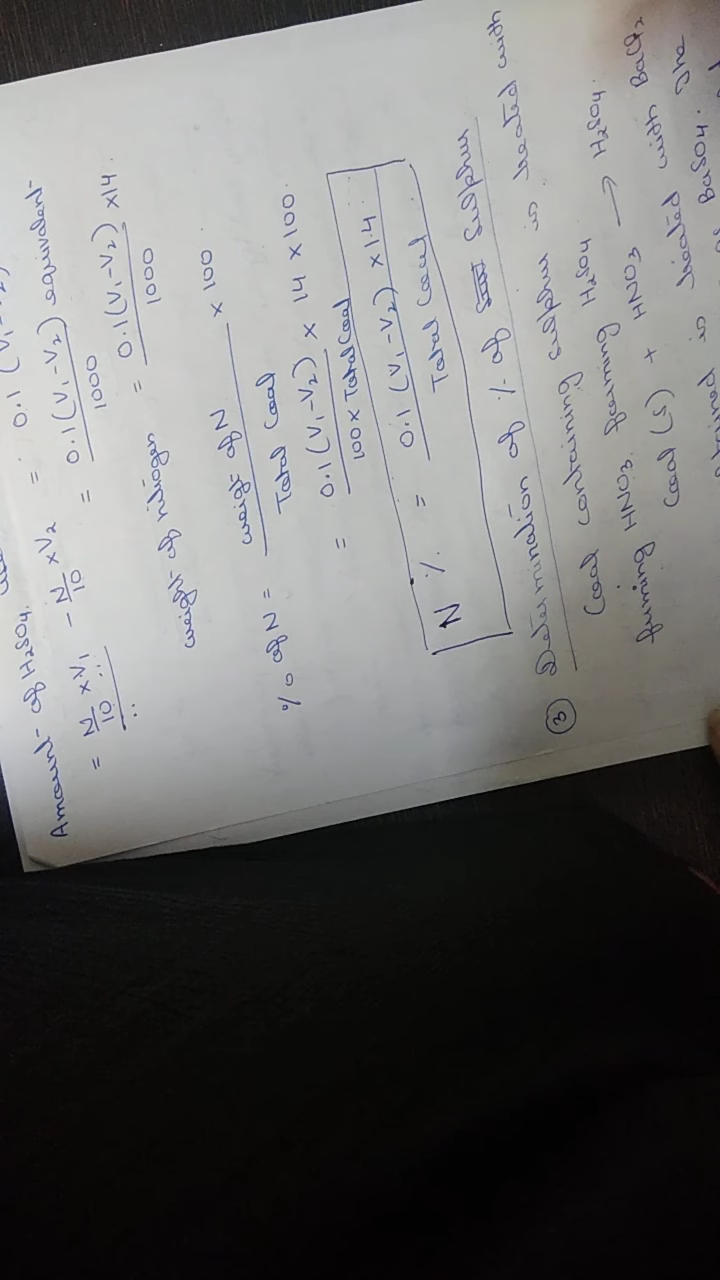 Amount of H₂SO₄ = 0.1 (V₁-V₂)
= N/10 × V₁ - N/10 × V₂ = 0.1(V₁-V₂)/1000 equivalent
weight of nitrogen = 0.1(V₁-V₂)/1000 × 14.
% of N = weight of N / Total Coal × 100
= 0.1(V₁-V₂) × 14 × 100. / 100 × Total Coal
N % = 0.1 (V₁-V₂) × 1.4 / Total Coal
③ Determination of % of Sulphur
Coal containing sulphur is heated with
fuming HNO₃ forming H₂SO₄
Coal (s) + HNO₃ → H₂SO₄.
is heated with BaCl₂
BaSO₄. The